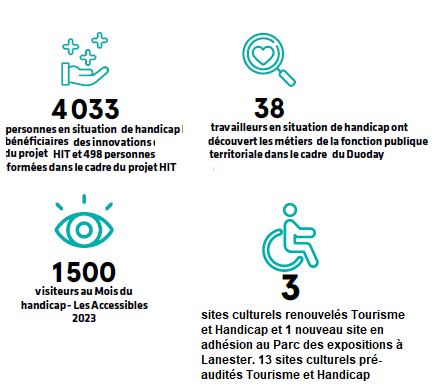 4 033
personnes en situation de handicap
bénéficiaires des innovations
du projet HIT et 498 personnes
formées dans le cadre du projet HIT
38
travailleurs en situation de handicap ont
découvert les métiers de la fonction publique
territoriale dans le cadre du Duoday
1500
visiteurs au Mois du
handicap - Les Accessibles
2023
3
sites culturels renouvelés Tourisme
et Handicap et 1 nouveau site en
adhésion au Parc des expositions à
Lanester. 13 sites culturels pré-
audités Tourisme et Handicap